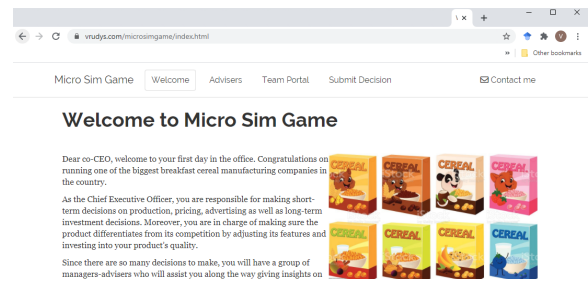 vrudys.com/microsimgame/index.html
Other bookmarks
Micro Sim Game Welcome Advisers Team Portal Submit Decision Contact me
Welcome to Micro Sim Game
Dear co-CEO, welcome to your first day in the office. Congratulations on
running one of the biggest breakfast cereal manufacturing companies in
the country.
As the Chief Executive Officer, you are responsible for making short-
term decisions on production, pricing, advertising as well as long-term
investment decisions. Moreover, you are in charge of making sure the
product differentiates from its competition by adjusting its features and
investing into your product's quality.
Since there are so many decisions to make, you will have a group of
managers-advisers who will assist you along the way giving insights on
CEREAL CEREAL CEREAL CEREAL
CEREAL CEREAL CEREAL CEREAL